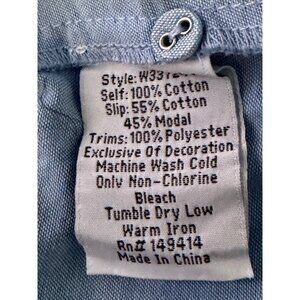 Style:
Self: 100% Cotton
Slip: 55% Cotton
45% Modal
Trims: 100% Polyester
Exclusive Of Decoration
Machine Wash Cold
Only Non-Chlorine
Bleach
Tumble Dry Low
Warm Iron
Rn# 149414
Made In China